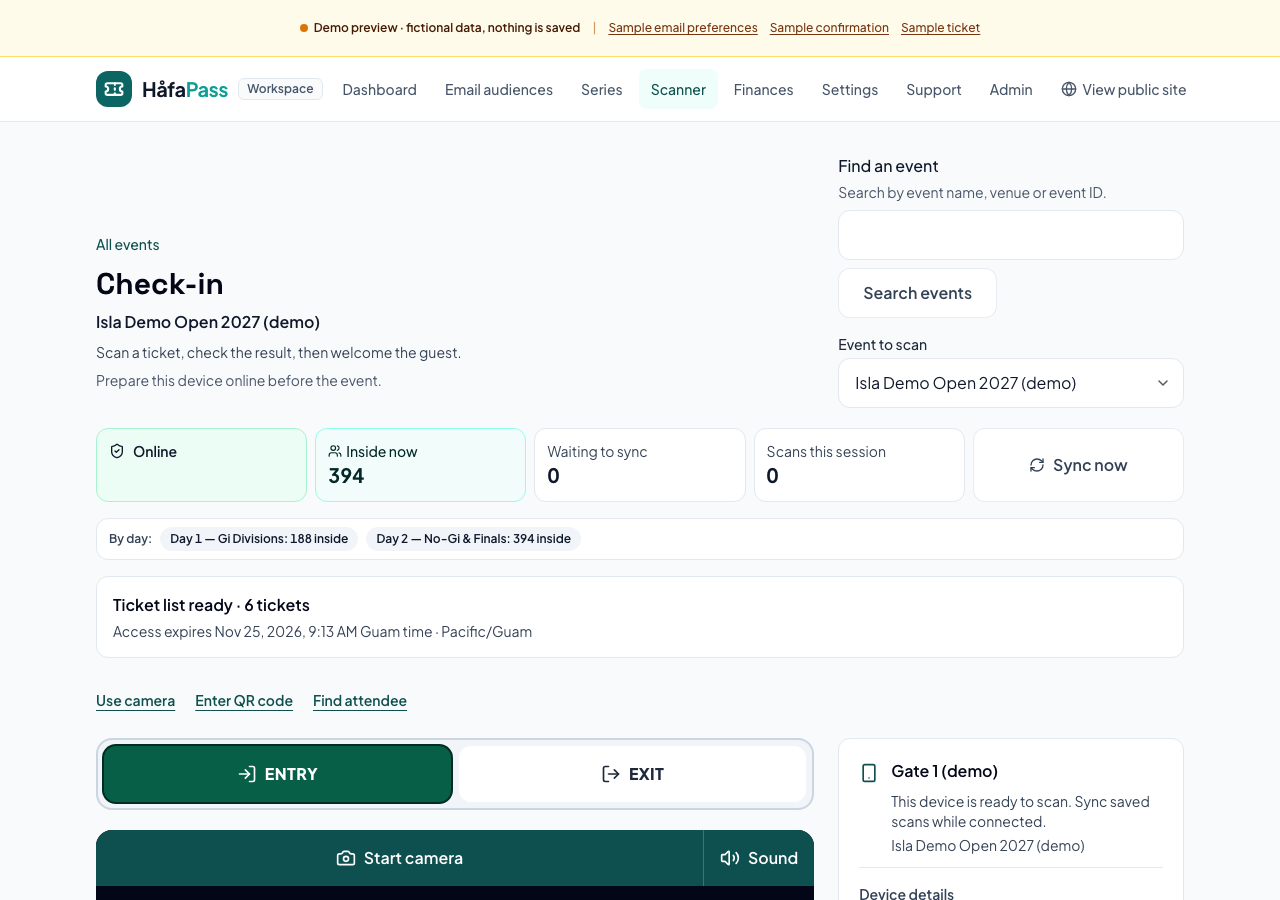 Demo preview · fictional data, nothing is saved | Sample email preferences Sample confirmation Sample ticket
HåfaPass Workspace Dashboard Email audiences Series Scanner Finances Settings Support Admin View public site
Find an event
Search by event name, venue or event ID.
Search events
Event to scan
Isla Demo Open 2027 (demo)
All events
Check-in
Isla Demo Open 2027 (demo)
Scan a ticket, check the result, then welcome the guest.
Prepare this device online before the event.
Online
Inside now
394
Waiting to sync
0
Scans this session
0
Sync now
By day: Day 1 — Gi Divisions: 188 inside Day 2 — No-Gi & Finals: 394 inside
Ticket list ready · 6 tickets
Access expires Nov 25, 2026, 9:13 AM Guam time · Pacific/Guam
Use camera Enter QR code Find attendee
ENTRY EXIT
Start camera Sound
Gate 1 (demo)
This device is ready to scan. Sync saved
scans while connected.
Isla Demo Open 2027 (demo)
Device details